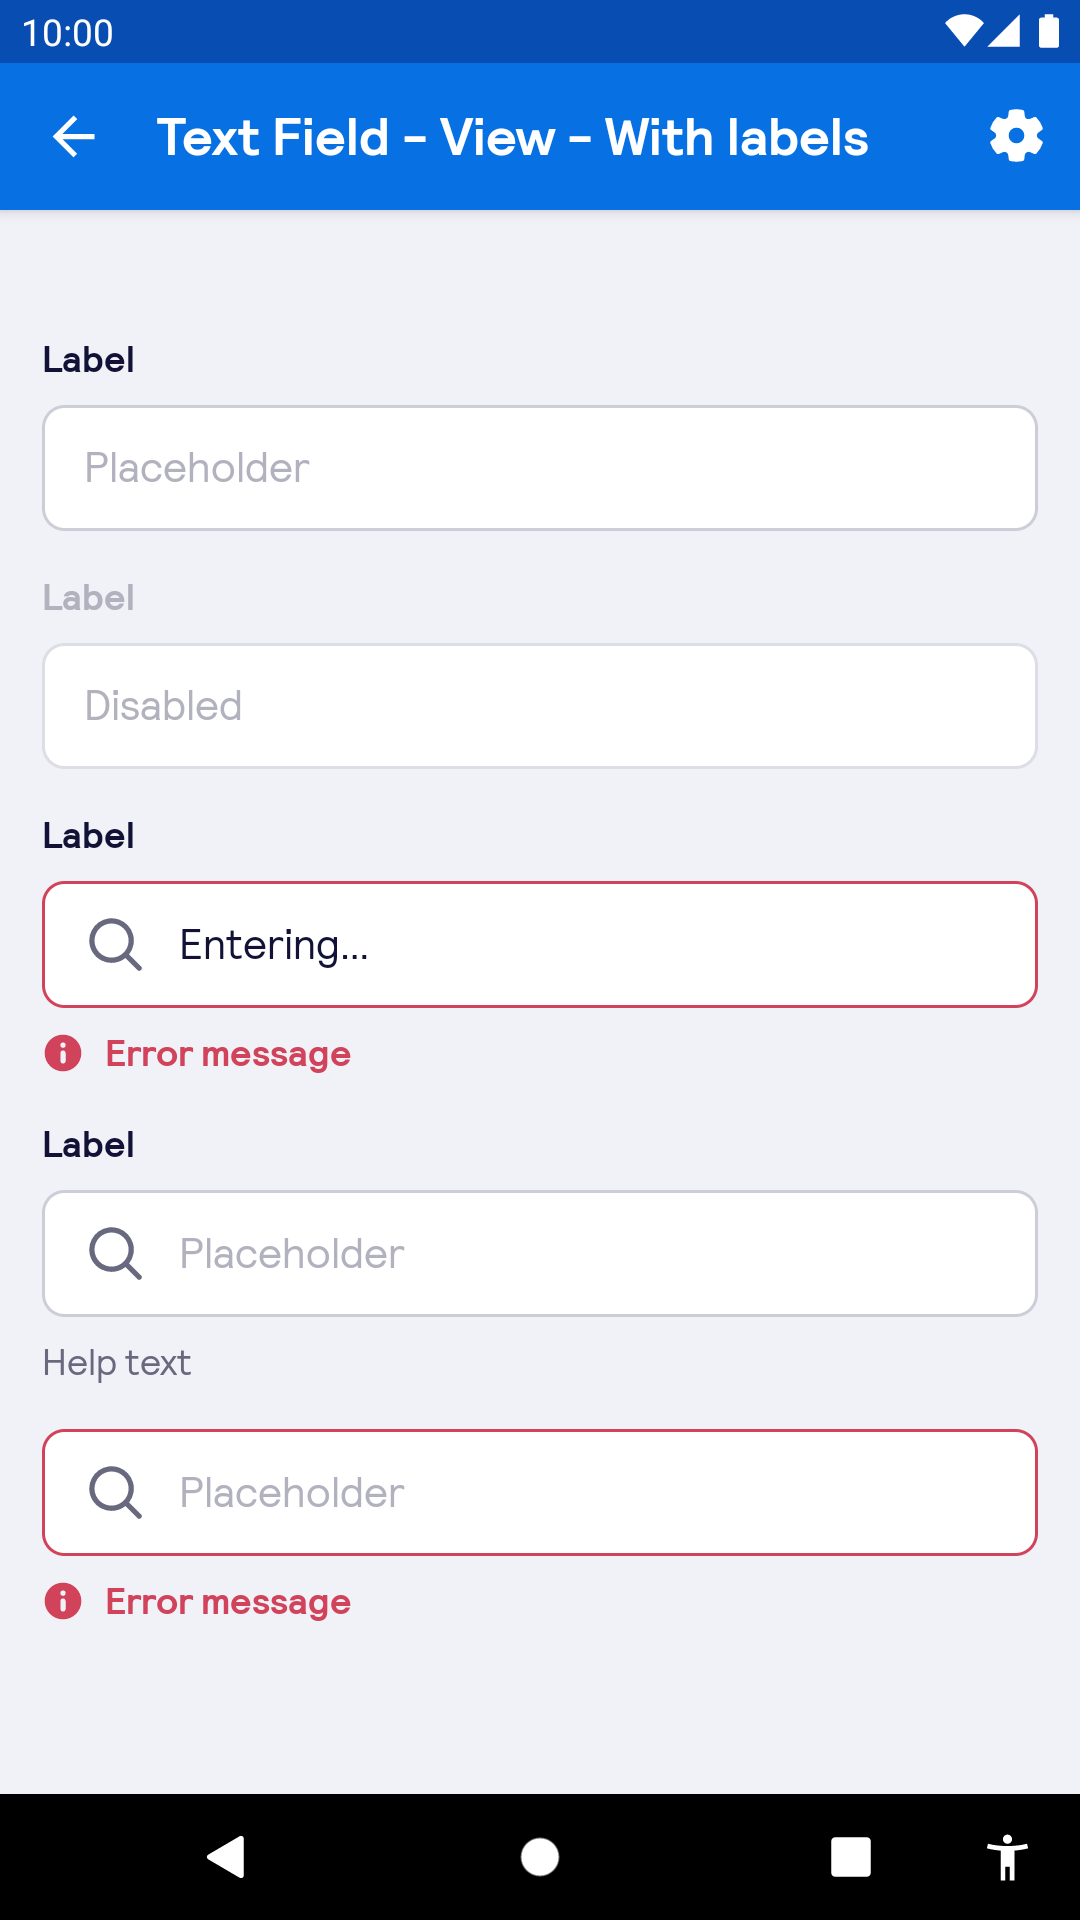 10:00
Text Field - View - With labels
Label
Placeholder
Label
Disabled
Label
Entering...
Error message
Label
Placeholder
Help text
Placeholder
Error message